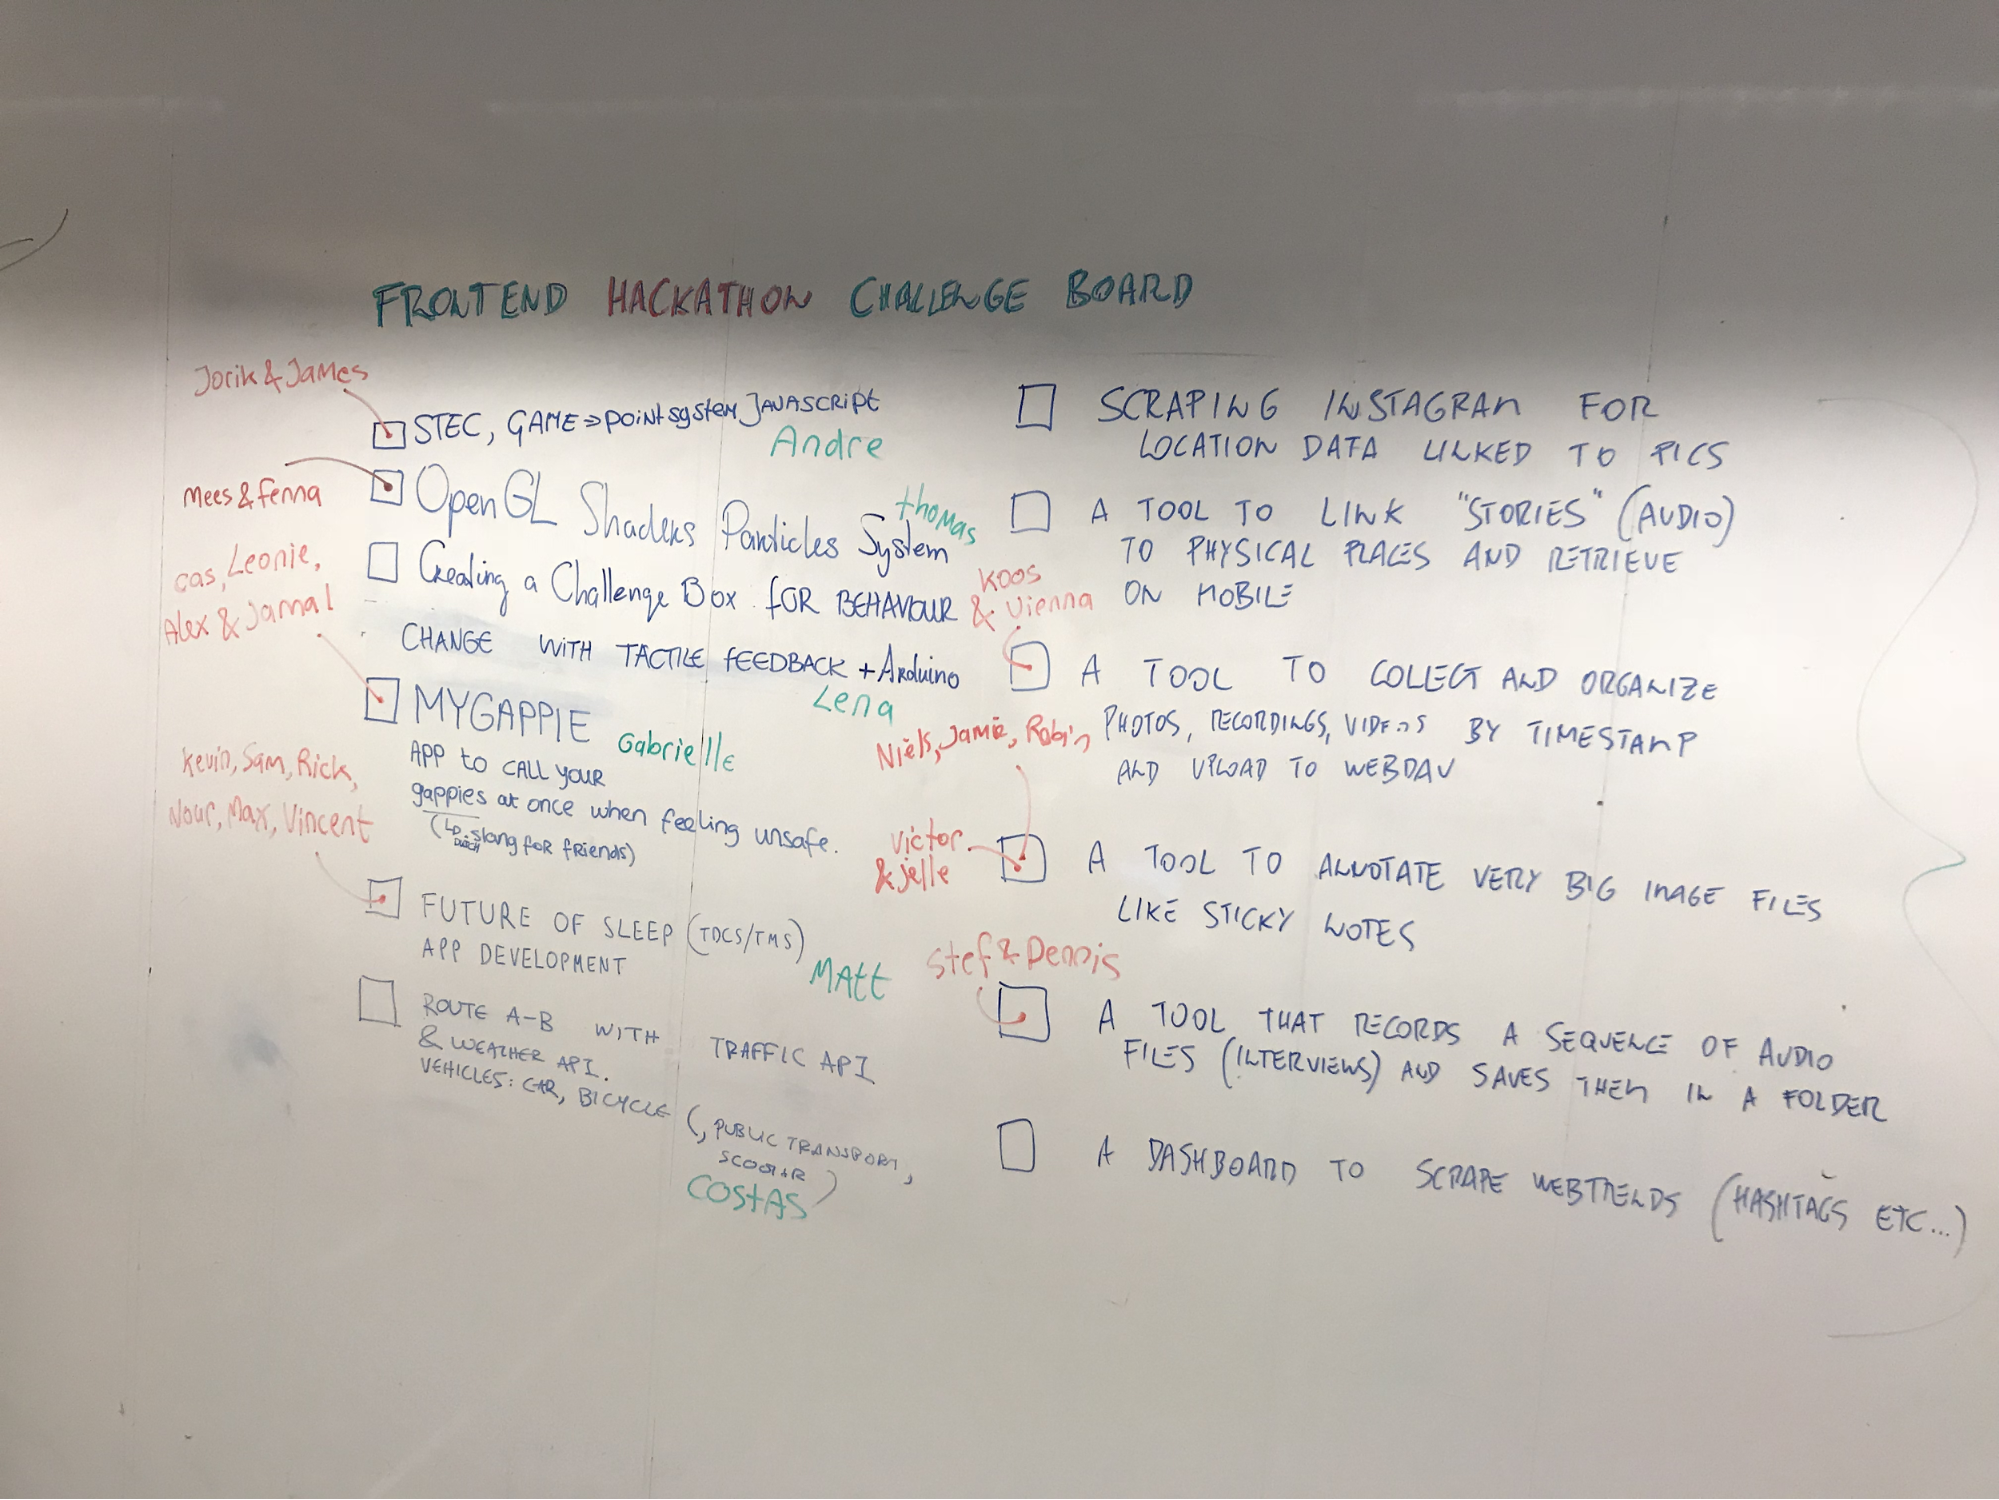 FRONTEND HACKATHON CHALLENGE BOARD
Jorik & James
STEC, GAME => point system JAVASCRIPT
Andre
Mees & Fenna
OpenGL Shaders Particles System
thomas
Creating a Challenge Box FOR BEHAVIOUR
CHANGE WITH TACTILE FEEDBACK + Arduino
Lena
cas, Leonie,
Alex & Jamal
MYGAPPIE
Gabrielle
APP to CALL YOUR
gappies at once when feeling unsafe.
(↳ Dutch slang for friends)
Kevin, Sam, Rick,
Nour, Max, Vincent
FUTURE OF SLEEP (TDCS/TMS)
APP DEVELOPMENT
Matt
ROUTE A-B WITH TRAFFIC API
& WEATHER API.
VEHICLES: CAR, BICYCLE (, PUBLIC TRANSPORT,
SCOOTER)
COSTAS
SCRAPING INSTAGRAM FOR
LOCATION DATA LINKED TO PICS
A TOOL TO LINK "STORIES" (AUDIO)
TO PHYSICAL PLACES AND RETRIEVE
ON MOBILE
KOOS
& Vienna
A TOOL TO COLECT AND ORGANIZE
PHOTOS, RECORDINGS, VIDEOS BY TIMESTAMP
AND UPLOAD TO WEBDAV
Niels, Jamie, Robin
Victor
& jelle
A TOOL TO ANNOTATE VERY BIG IMAGE FILES
LIKE STICKY NOTES
Stef & Dennis
A TOOL THAT RECORDS A SEQUENCE OF AUDIO
FILES (INTERVIEWS) AND SAVES THEM IN A FOLDER
A DASHBOARD TO SCRAPE WEBTRENDS (HASHTAGS ETC...)